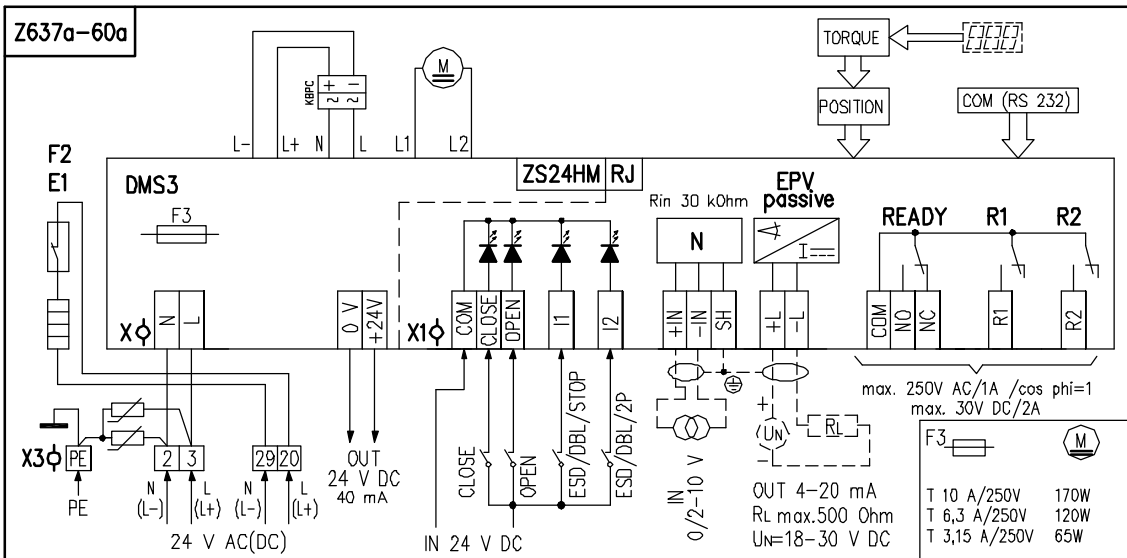 Z637a-60a
TORQUE
POSITION
COM (RS 232)
KBPC
+ −
~ ~
M
L- L+ N L L1 L2
F2
E1
DMS3
F3
ZS24HM RJ
Rin 30 kOhm
N
EPV
passive
I
READY R1 R2
X N L
0 V +24V
X1 COM CLOSE OPEN I1 I2
+IN -IN SH
+L -L
COM NO NC R1 R2
max. 250V AC/1A /cos phi=1
max. 30V DC/2A
X3 PE 2 3 29 20
PE
N
(L-)
L
(L+)
N
(L-)
L
(L+)
24 V AC(DC)
OUT
24 V DC
40 mA
CLOSE
OPEN
ESD/DBL/STOP
ESD/DBL/2P
IN 24 V DC
IN
0/2-10 V
+
UN
-
RL
OUT 4-20 mA
RL max.500 Ohm
UN=18-30 V DC
F3 M
T 10 A/250V 170W
T 6,3 A/250V 120W
T 3,15 A/250V 65W